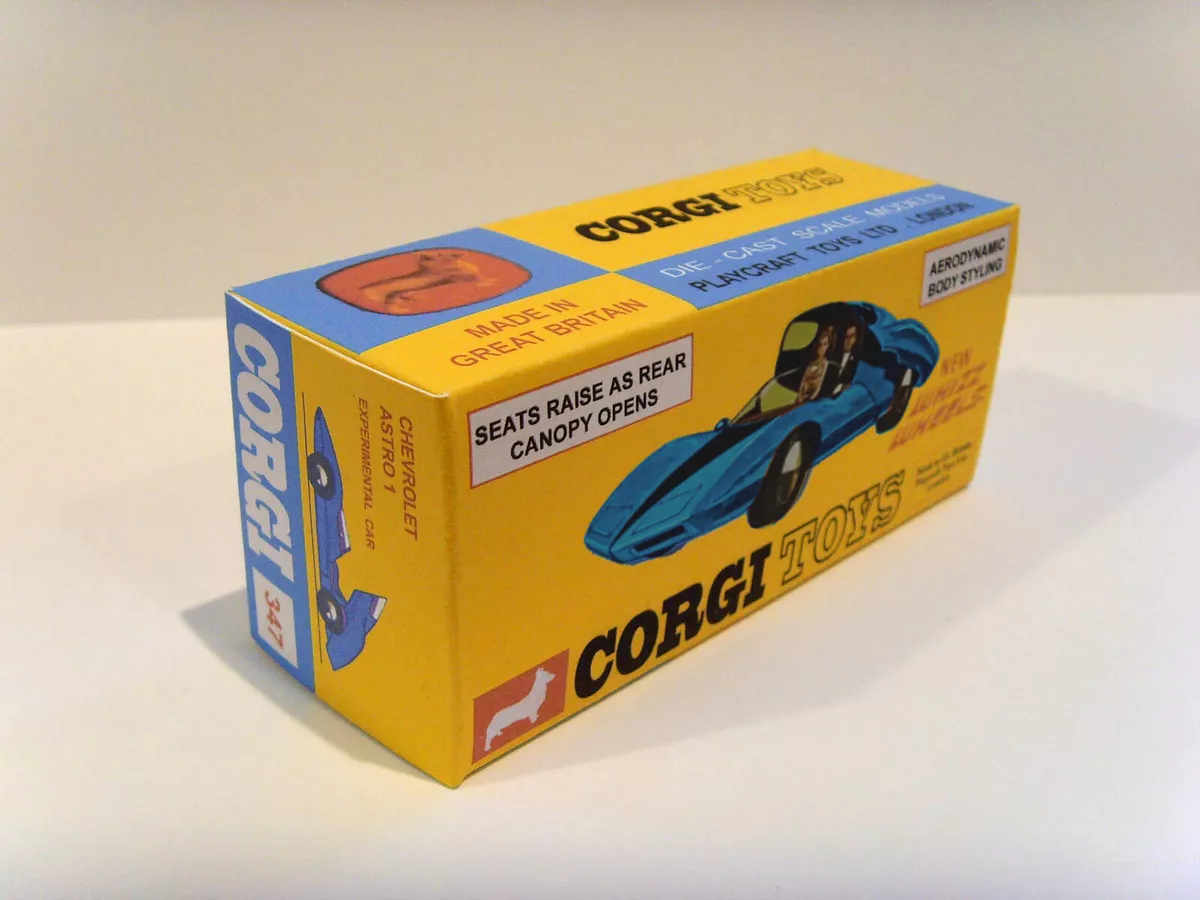 CORGI TOYS
DIE - CAST SCALE MODELS
PLAYCRAFT TOYS LTD . LONDON
MADE IN
GREAT BRITAIN
CORGI
347
CHEVROLET
ASTRO 1
EXPERIMENTAL CAR
SEATS RAISE AS REAR
CANOPY OPENS
AERODYNAMIC
BODY STYLING
NEW
WHIZZ
WHEELS
CORGI TOYS